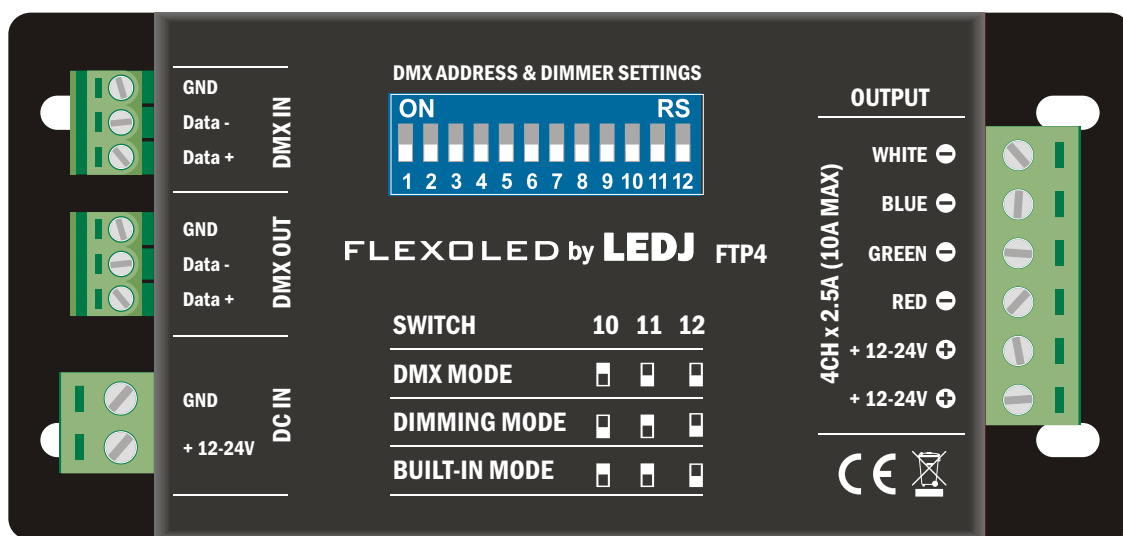 DMX ADDRESS & DIMMER SETTINGS
ON RS
1 2 3 4 5 6 7 8 9 10 11 12
GND
Data -
Data +
DMX IN
GND
Data -
Data +
DMX OUT
GND
+ 12-24V
DC IN
FLEXOLED by LEDJ FTP4
SWITCH 10 11 12
DMX MODE
DIMMING MODE
BUILT-IN MODE
OUTPUT
WHITE -
BLUE -
GREEN -
RED -
+ 12-24V +
+ 12-24V +
4CH x 2.5A (10A MAX)
CE